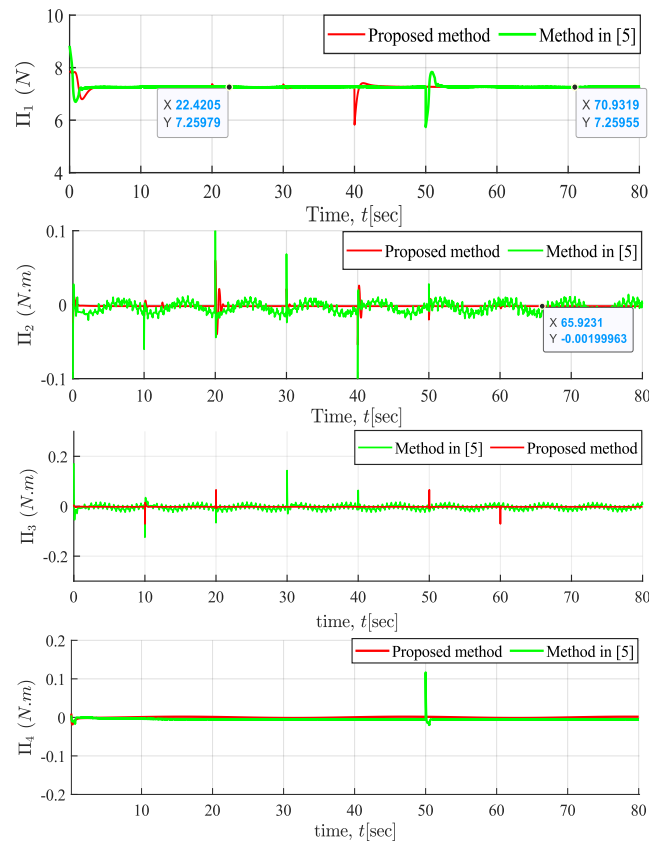 10
8
6
4
Π₁ (N)
Proposed method Method in [5]
X 22.4205
Y 7.25979
X 70.9319
Y 7.25955
0 10 20 30 40 50 60 70 80
Time, t[sec]
0.1
0
-0.1
Π₂ (N.m)
Proposed method Method in [5]
X 65.9231
Y -0.00199963
0 10 20 30 40 50 60 70 80
Time, t[sec]
0.2
0
-0.2
Π₃ (N.m)
Method in [5] Proposed method
0 10 20 30 40 50 60 70 80
time, t[sec]
0.2
0.1
0
-0.1
-0.2
Π₄ (N.m)
Proposed method Method in [5]
10 20 30 40 50 60 70 80
time, t[sec]